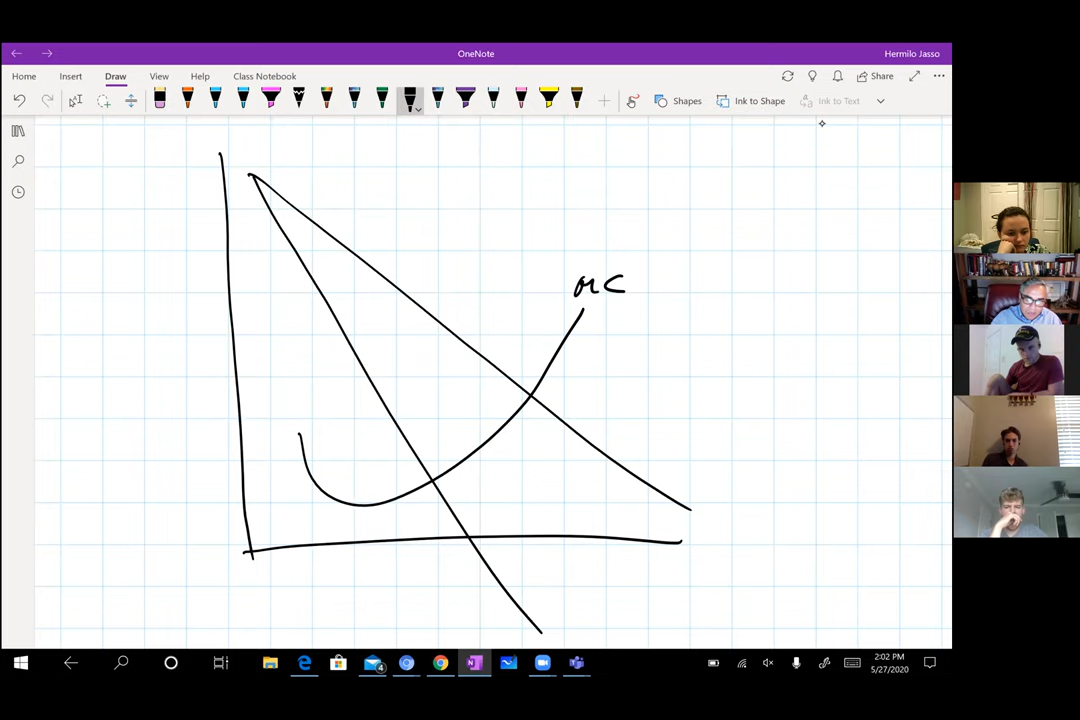 OneNote
Hermilo Jasso
Home Insert Draw View Help Class Notebook Share
Shapes Ink to Shape Ink to Text
MC
4
2:02 PM
5/27/2020